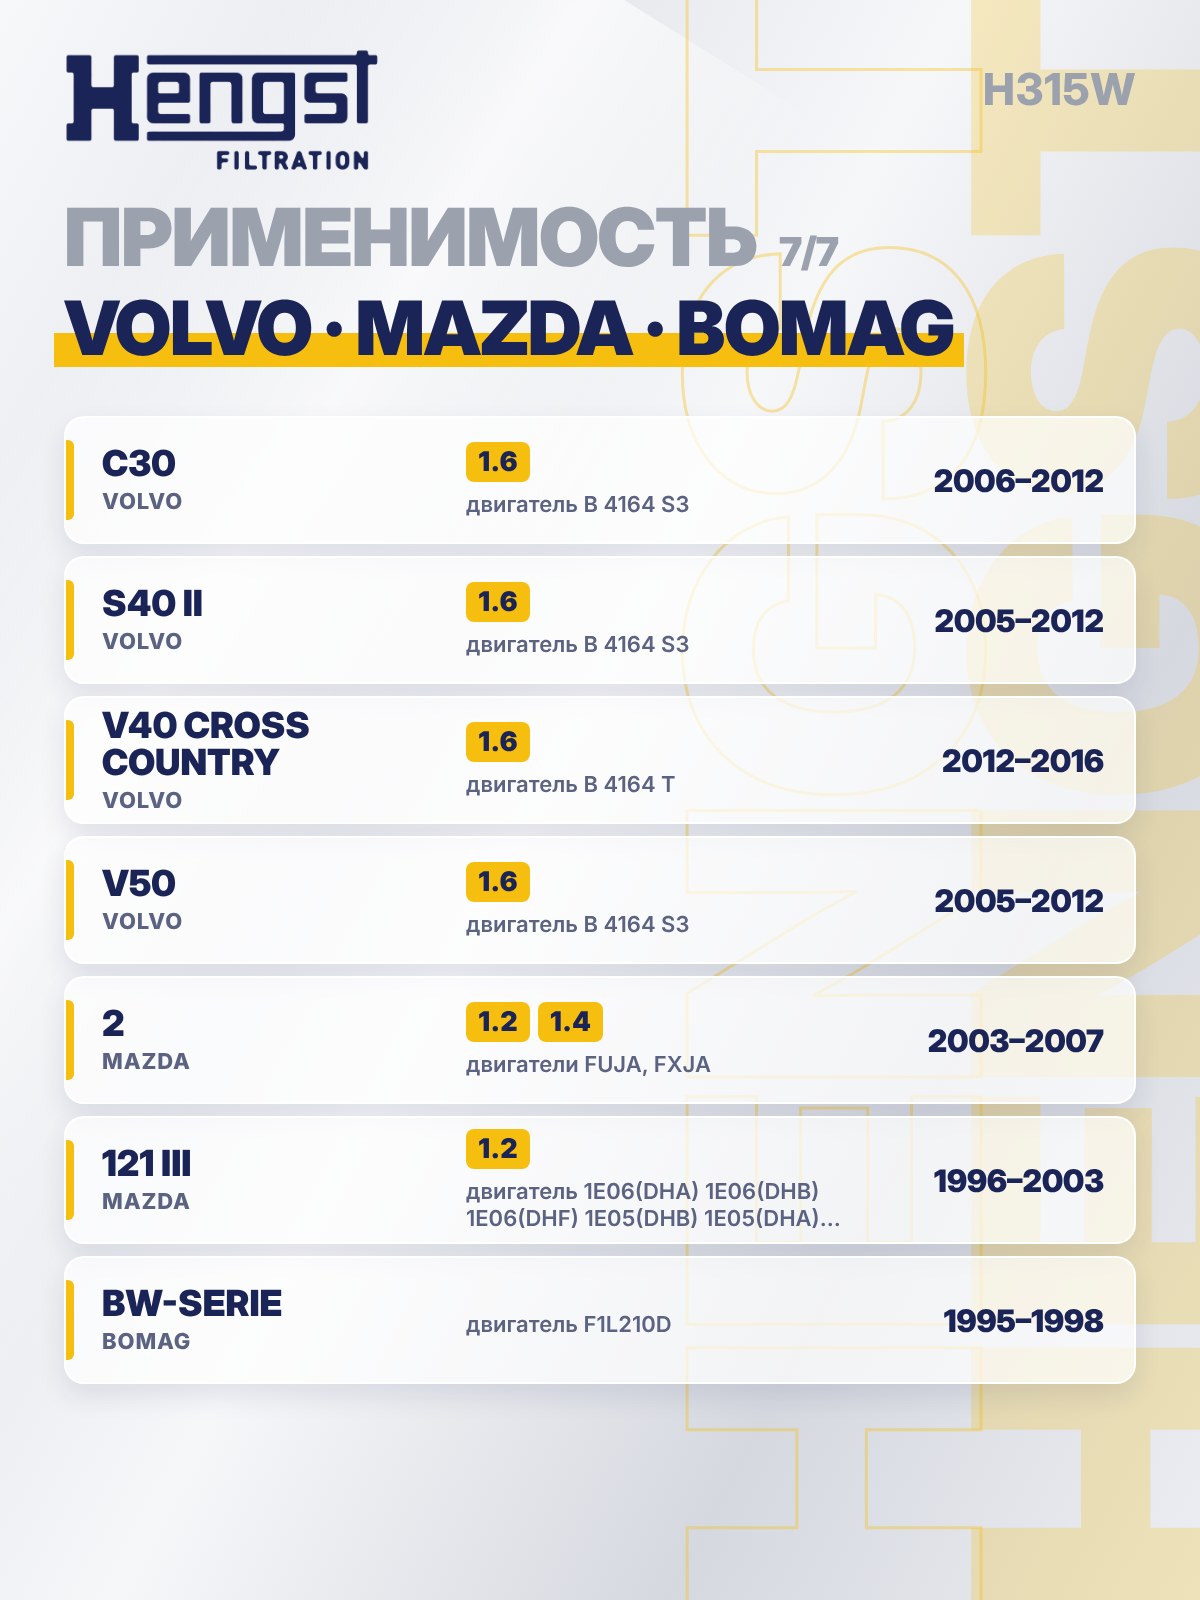 Hengst
FILTRATION
H315W
ПРИМЕНИМОСТЬ 7/7
VOLVO · MAZDA · BOMAG
C30
VOLVO
1.6
двигатель B 4164 S3
2006–2012
S40 II
VOLVO
1.6
двигатель B 4164 S3
2005–2012
V40 CROSS
COUNTRY
VOLVO
1.6
двигатель B 4164 T
2012–2016
V50
VOLVO
1.6
двигатель B 4164 S3
2005–2012
2
MAZDA
1.2 1.4
двигатели FUJA, FXJA
2003–2007
121 III
MAZDA
1.2
двигатель 1E06(DHA) 1E06(DHB)
1E06(DHF) 1E05(DHB) 1E05(DHA)...
1996–2003
BW-SERIE
BOMAG
двигатель F1L210D
1995–1998
HENGST
HENGST